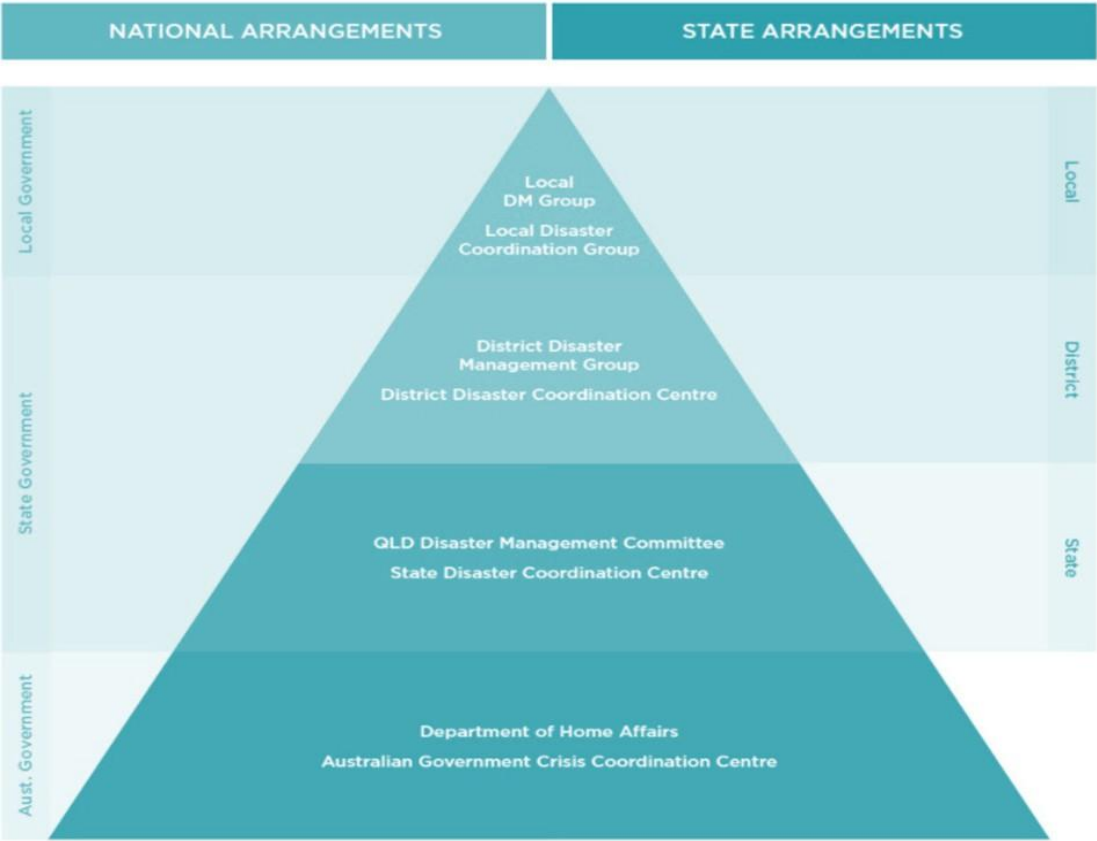 NATIONAL ARRANGEMENTS
STATE ARRANGEMENTS
Local Government
Local
DM Group
Local Disaster
Coordination Group
Local
State Government
District Disaster
Management Group
District Disaster Coordination Centre
District
QLD Disaster Management Committee
State Disaster Coordination Centre
State
Aust. Government
Department of Home Affairs
Australian Government Crisis Coordination Centre